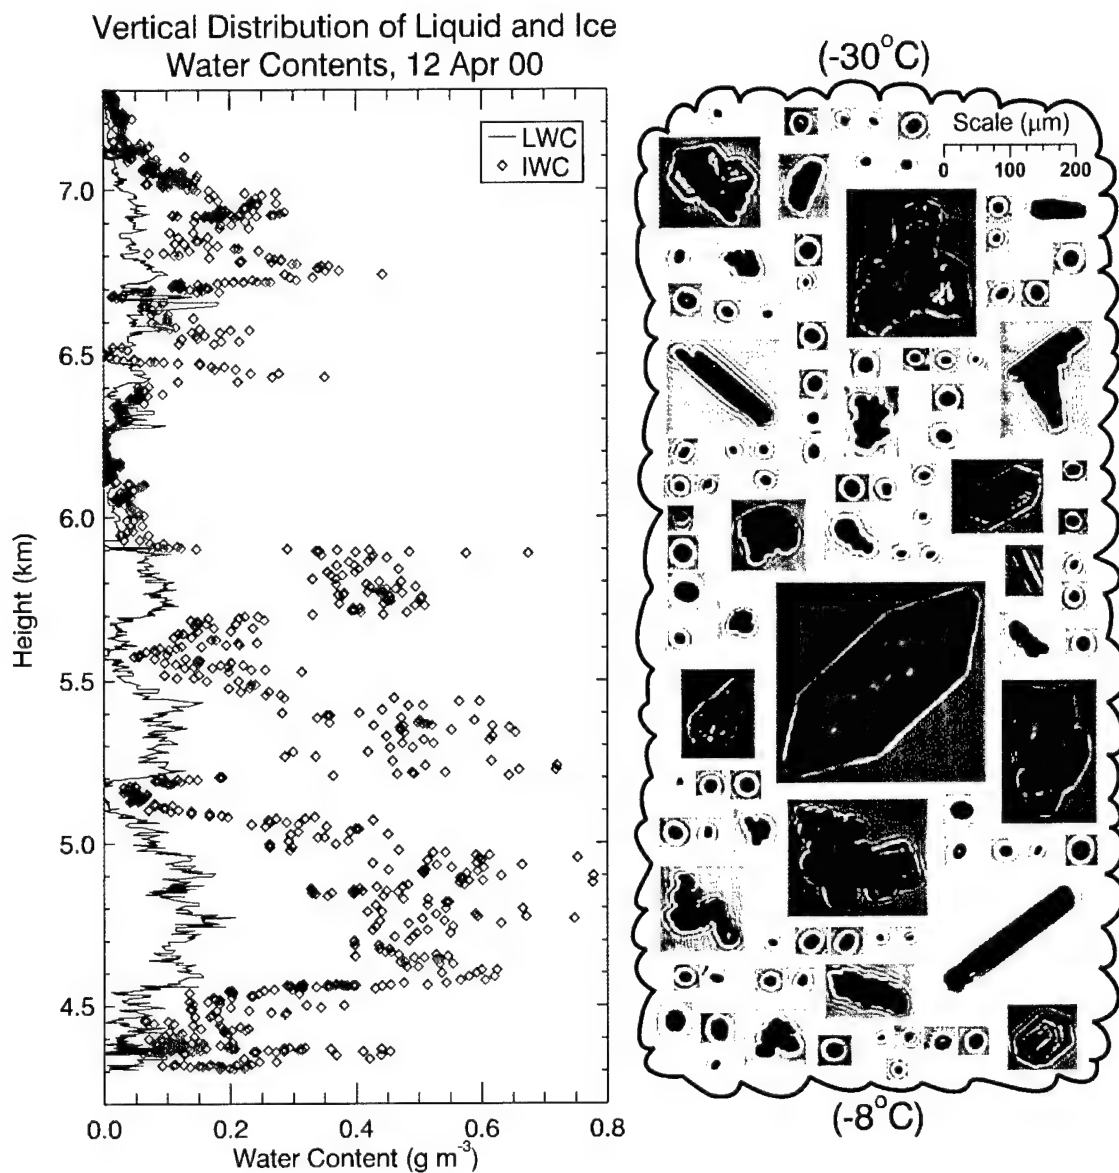 Vertical Distribution of Liquid and Ice
Water Contents, 12 Apr 00
LWC
IWC
Height (km)
7.0
6.5
6.0
5.5
5.0
4.5
0.0 0.2 0.4 0.6 0.8
Water Content (g m⁻³)
(-30°C)
Scale (μm)
0 100 200
(-8°C)